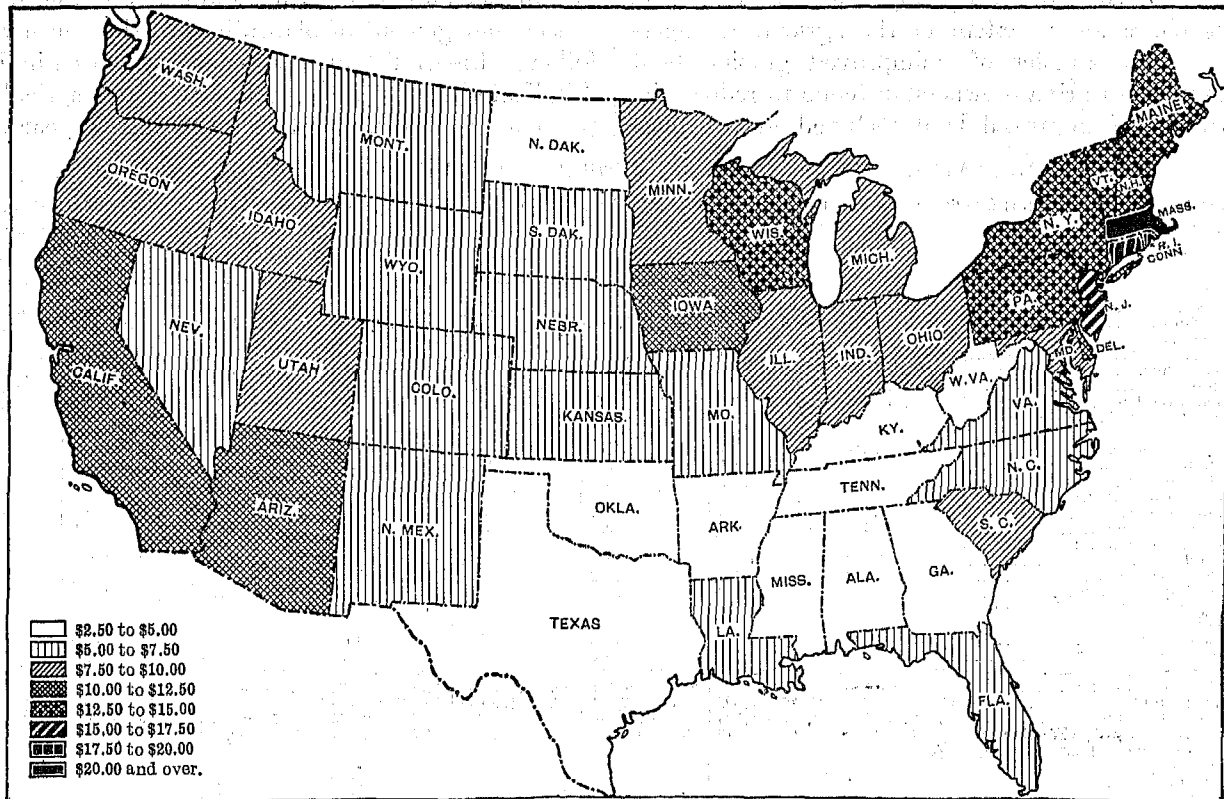 WASH.
MONT.
N. DAK.
MINN.
MAINE
OREGON
IDAHO
S. DAK.
WIS.
MICH.
VT.
N.H.
N.Y.
MASS.
R.I.
CONN.
WYO.
IOWA
PA.
N.J.
NEV.
NEBR.
ILL.
IND.
OHIO
MD.
DEL.
CALIF.
UTAH
COLO.
KANSAS.
MO.
W.VA.
VA.
KY.
N.C.
ARIZ.
N. MEX.
OKLA.
ARK.
TENN.
S.C.
MISS.
ALA.
GA.
TEXAS
LA.
FLA.
$2.50 to $5.00
$5.00 to $7.50
$7.50 to $10.00
$10.00 to $12.50
$12.50 to $15.00
$15.00 to $17.50
$17.50 to $20.00
$20.00 and over.